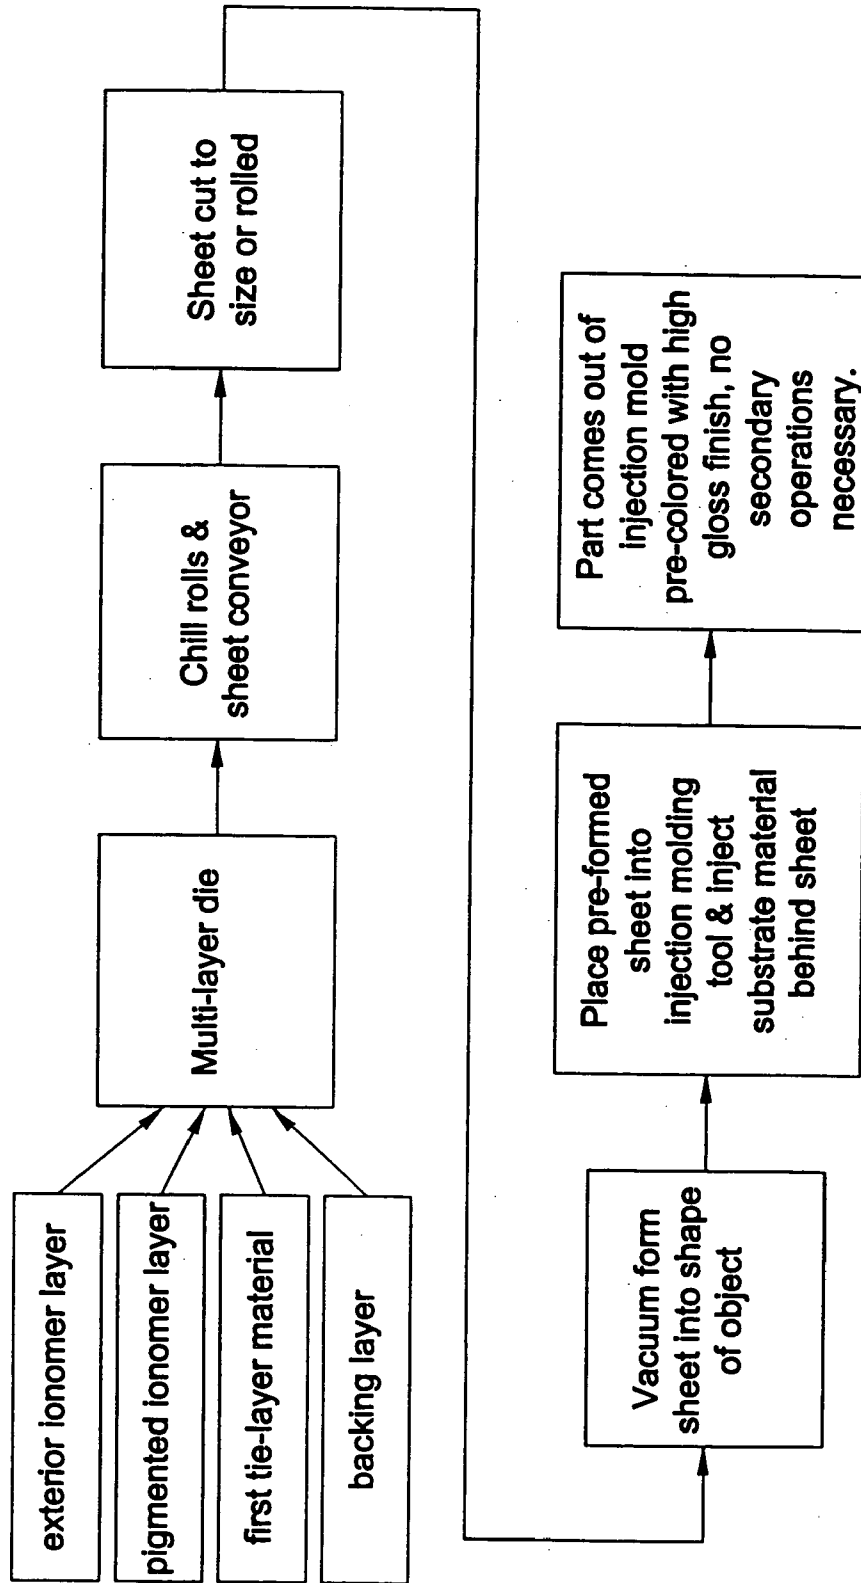 exterior ionomer layer
pigmented ionomer layer
first tie-layer material
backing layer
Multi-layer die
Chill rolls &
sheet conveyor
Sheet cut to
size or rolled
Vacuum form
sheet into shape
of object
Place pre-formed
sheet into
injection molding
tool & inject
substrate material
behind sheet
Part comes out of
injection mold
pre-colored with high
gloss finish, no
secondary
operations
necessary.